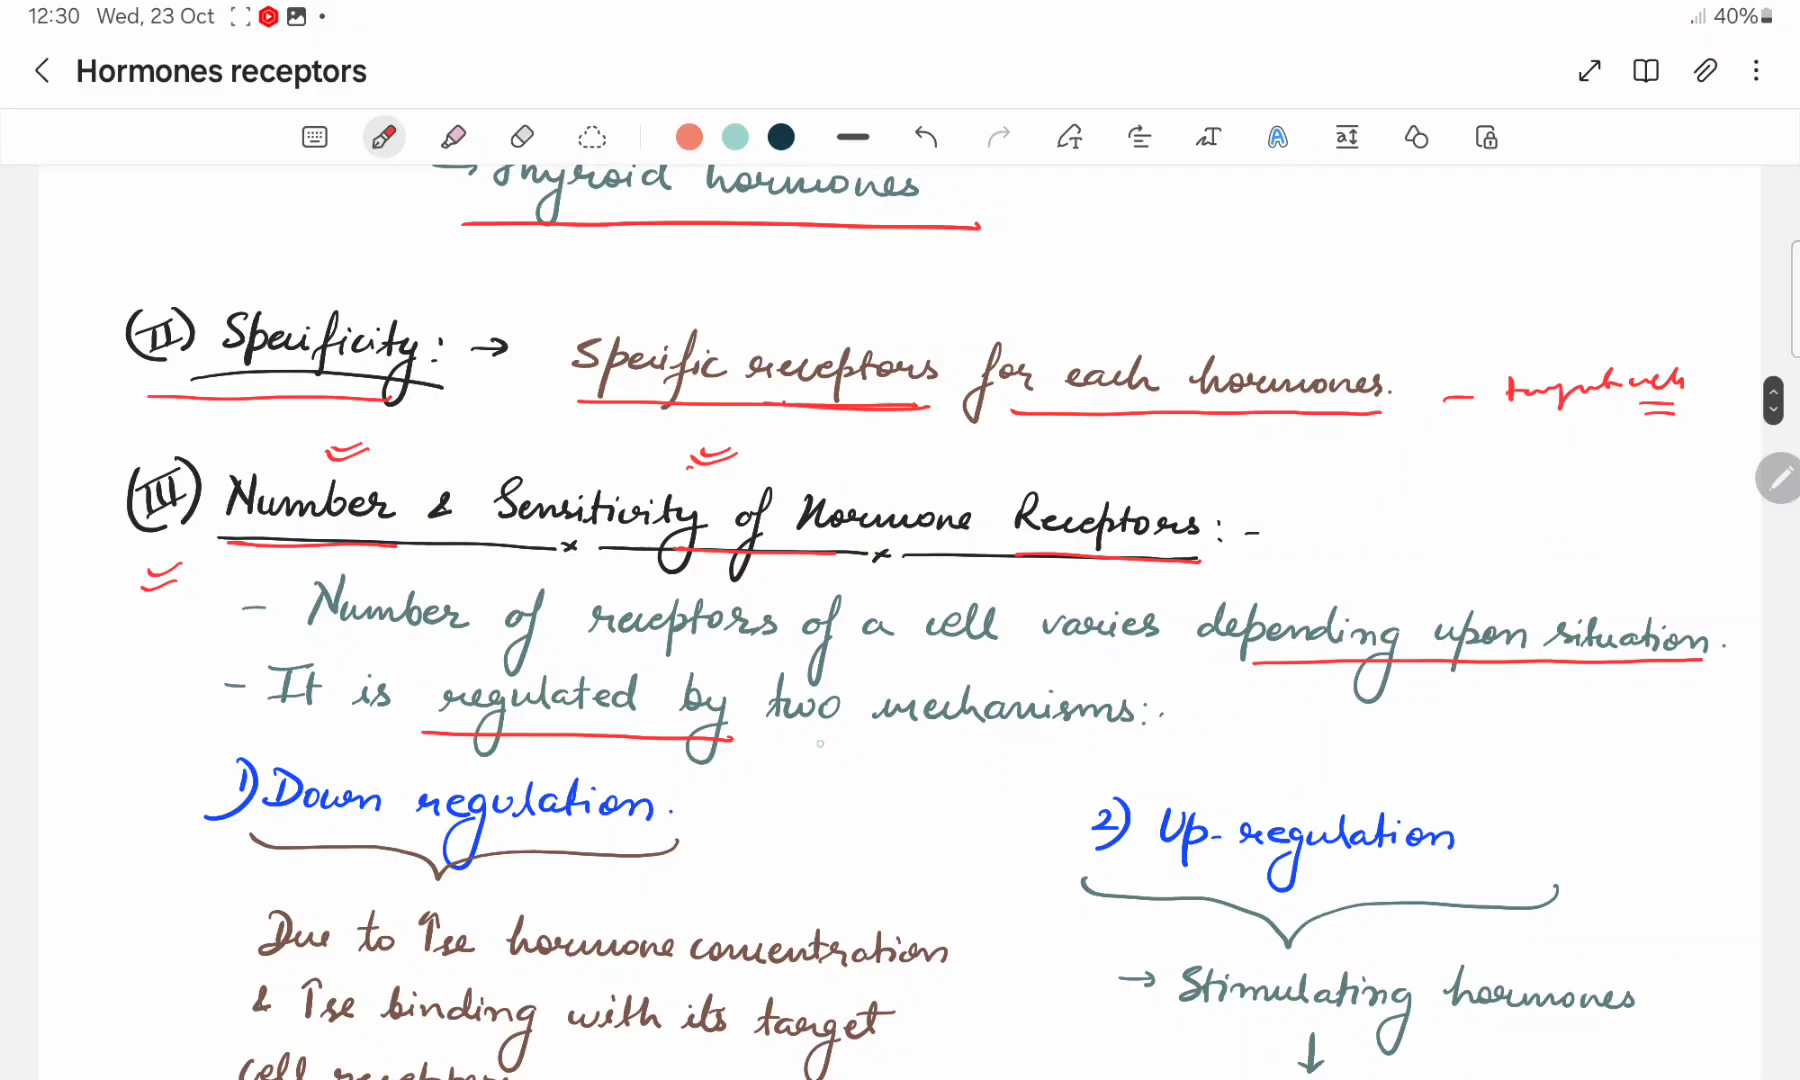 12:30 Wed, 23 Oct
40%
Hormones receptors
→ Thyroid hormones
(II) Specificity: → Specific receptors for each hormones. -
(III) Number & Sensitivity of Hormone Receptors:-
- Number of receptors of a cell varies depending upon situation.
- It is regulated by two mechanisms:.
1) Down regulation.
2) Up-regulation
Due to ↑se hormone concentration
& ↑se binding with its target
cell receptors
→ Stimulating hormones
↓